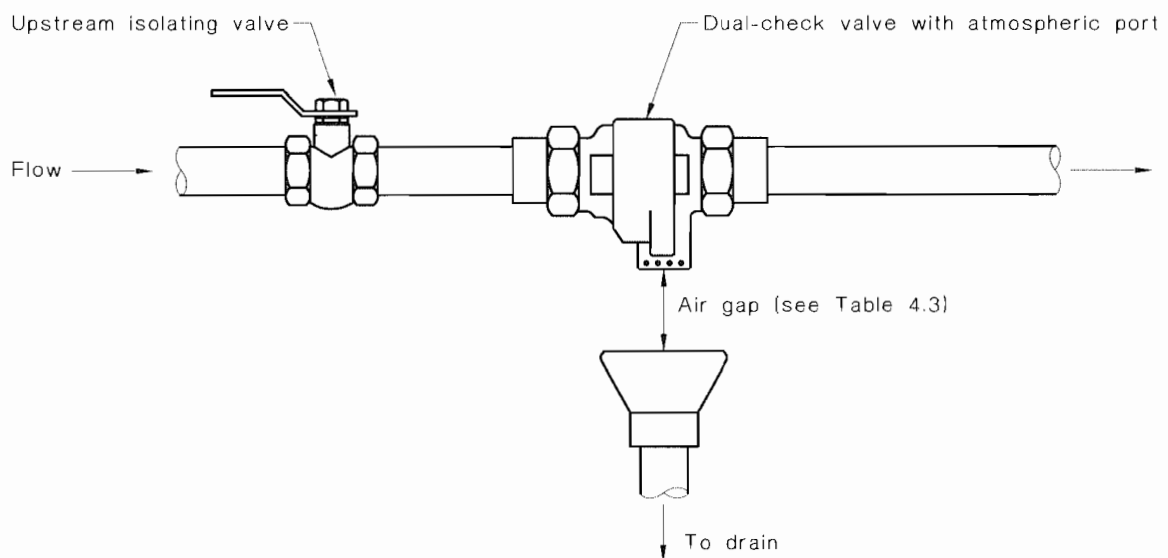 Upstream isolating valve
Dual-check valve with atmospheric port
Flow
Air gap (see Table 4.3)
To drain